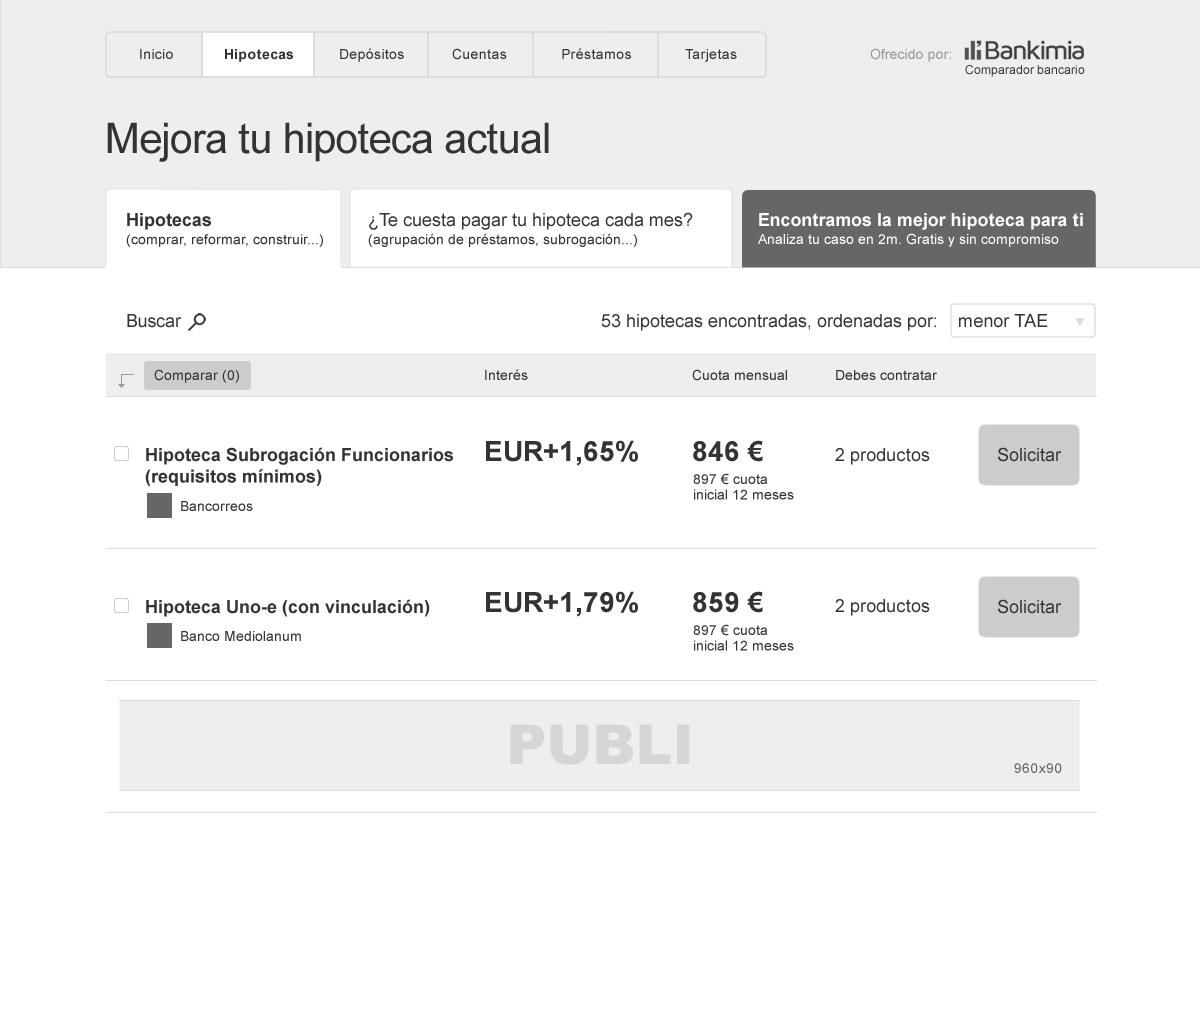 Inicio
Hipotecas
Depósitos
Cuentas
Préstamos
Tarjetas
Ofrecido por:
Bankimia
Comparador bancario
Mejora tu hipoteca actual
Hipotecas
(comprar, reformar, construir...)
¿Te cuesta pagar tu hipoteca cada mes?
(agrupación de préstamos, subrogación...)
Encontramos la mejor hipoteca para ti
Analiza tu caso en 2m. Gratis y sin compromiso
Buscar
53 hipotecas encontradas, ordenadas por:
menor TAE
Comparar (0)
Interés
Cuota mensual
Debes contratar
Hipoteca Subrogación Funcionarios
(requisitos mínimos)
Bancorreos
EUR+1,65%
846 €
897 € cuota
inicial 12 meses
2 productos
Solicitar
Hipoteca Uno-e (con vinculación)
Banco Mediolanum
EUR+1,79%
859 €
897 € cuota
inicial 12 meses
2 productos
Solicitar
PUBLI
960x90